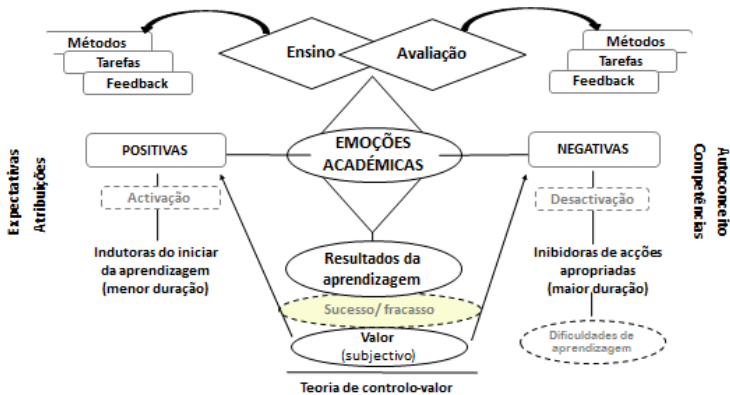 Métodos
Tarefas
Feedback
Ensino
Avaliação
Métodos
Tarefas
Feedback
Expectativas
Atribuições
POSITIVAS
EMOÇÕES
ACADÉMICAS
NEGATIVAS
Autoconceito
Competências
Activação
Desactivação
Indutoras do iniciar
da aprendizagem
(menor duração)
Resultados da
aprendizagem
Inibidoras de acções
apropriadas
(maior duração)
Sucesso/ fracasso
Valor
(subjectivo)
Dificuldades de
aprendizagem
Teoria de controlo-valor